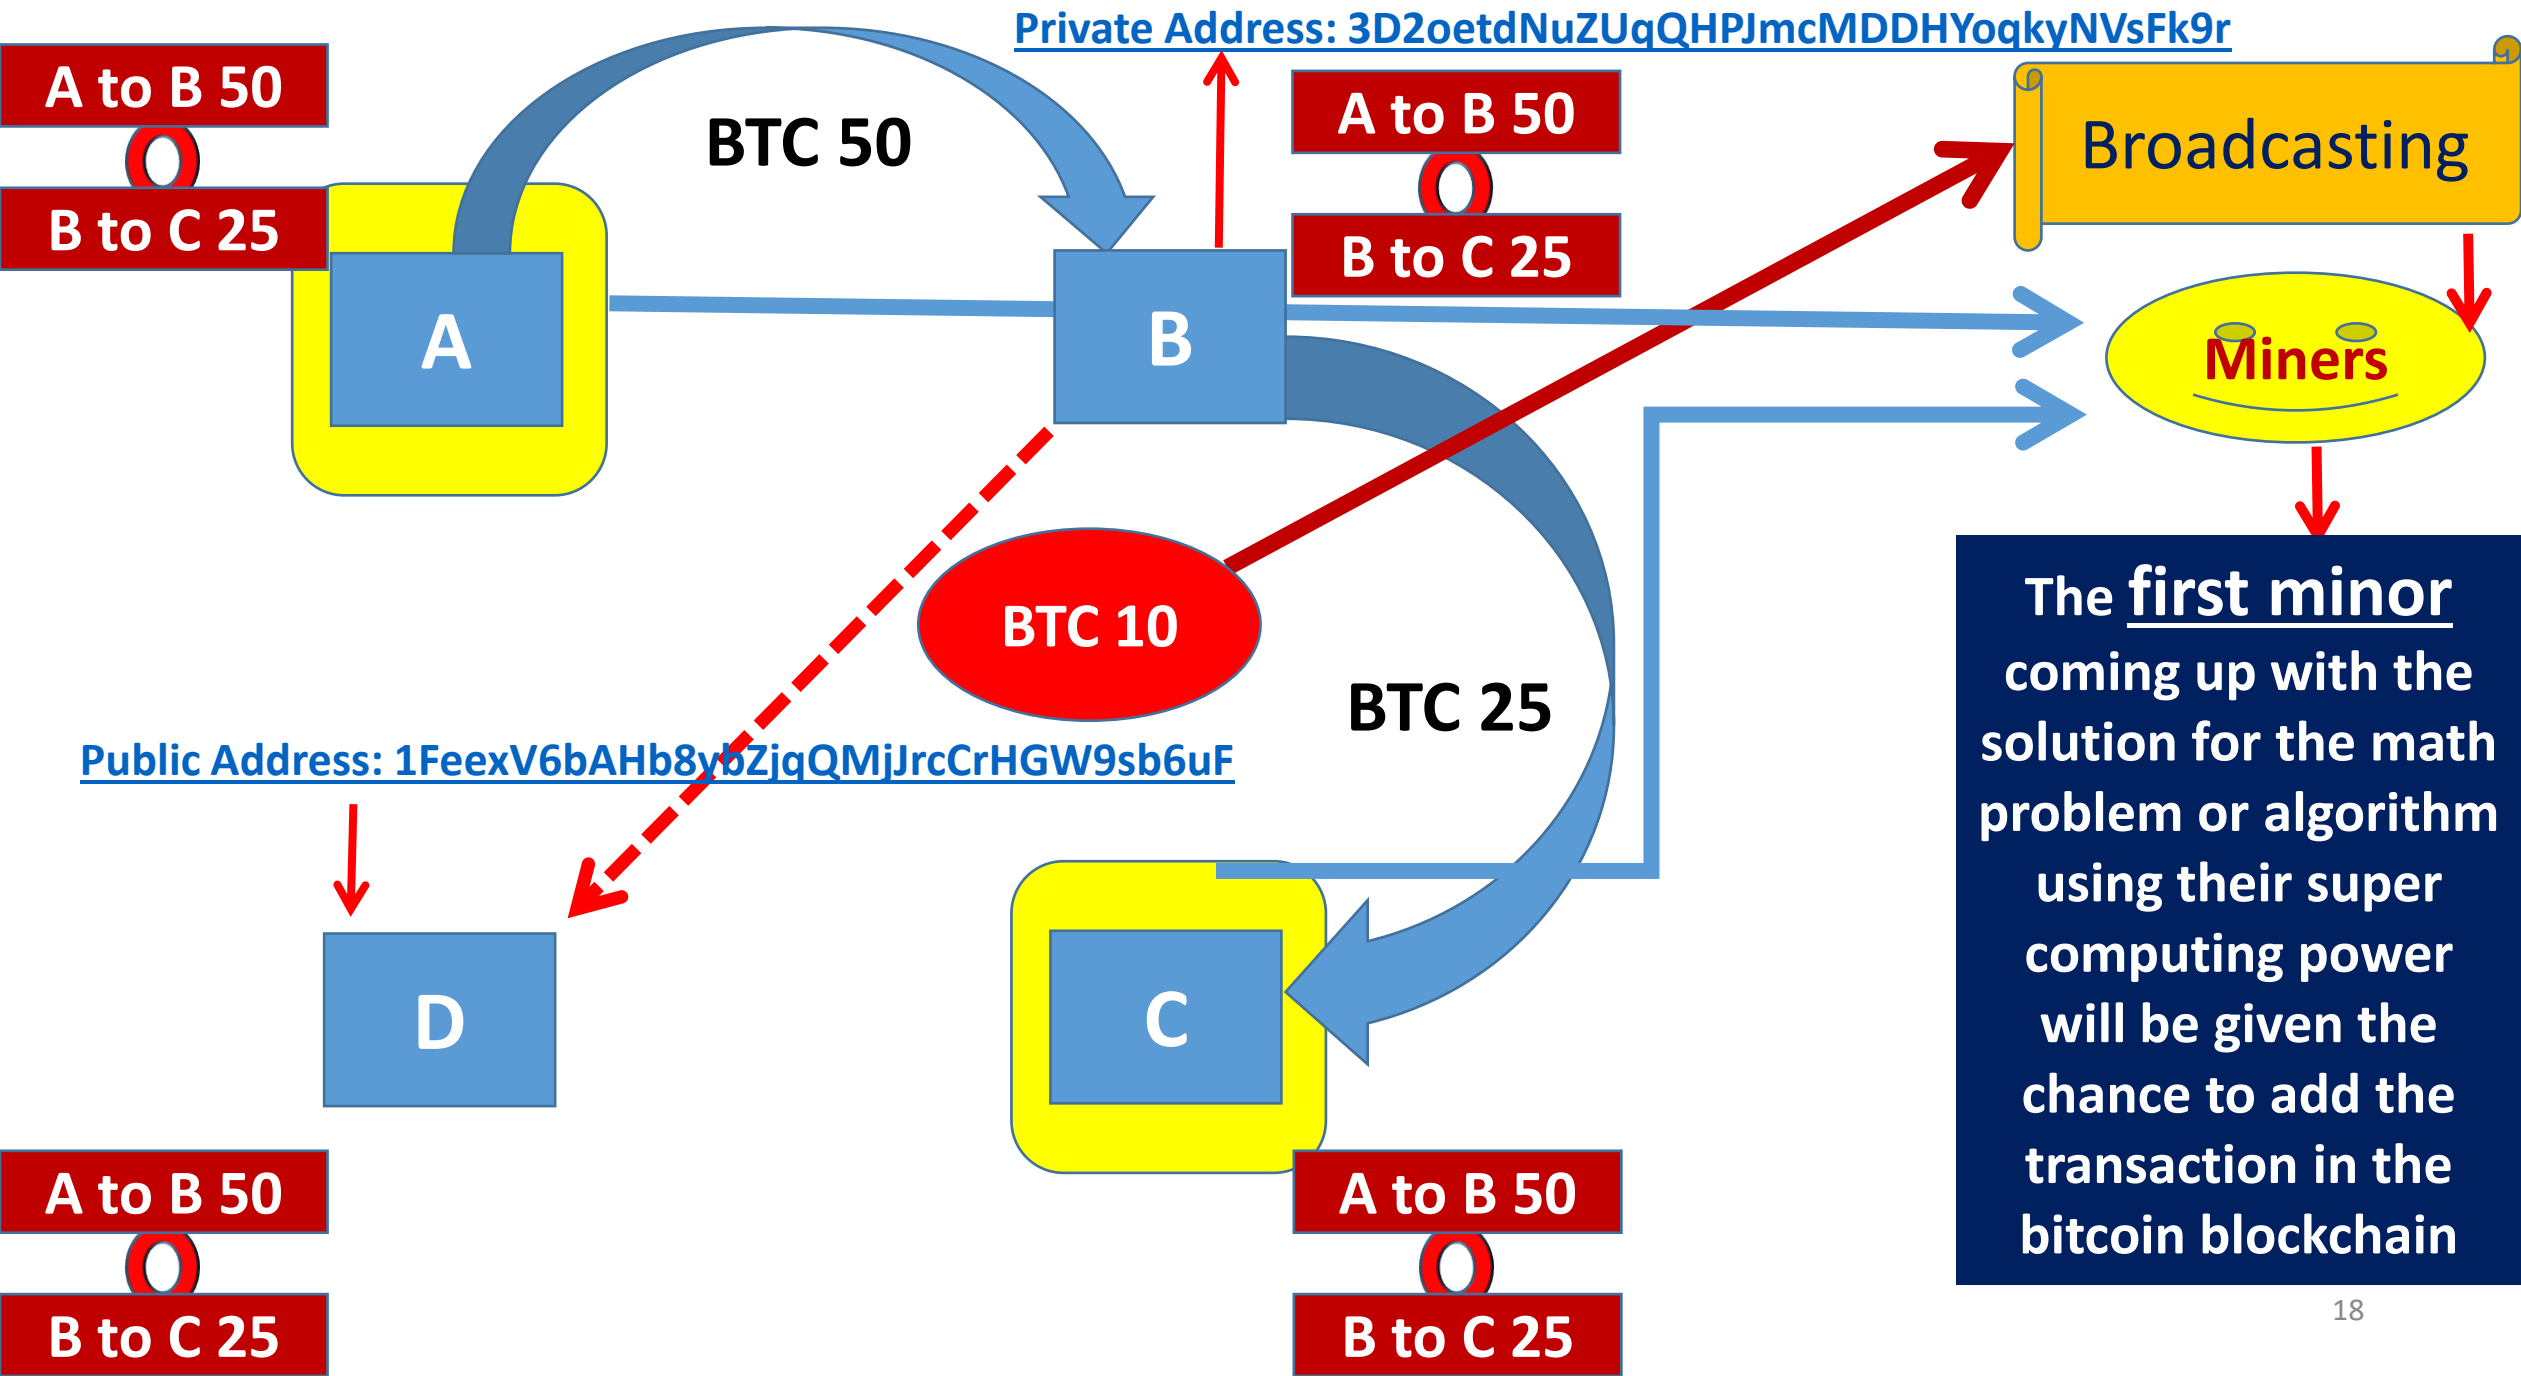 Private Address: 3D2oetdNuZUqQHPJmcMDDHYoqkyNVsFk9r
A to B 50
B to C 25
BTC 50
A to B 50
B to C 25
Broadcasting
A
B
Miners
BTC 10
BTC 25
Public Address: 1FeexV6bAHb8ybZjqQMjJrcCrHGW9sb6uF
D
C
The first minor
coming up with the
solution for the math
problem or algorithm
using their super
computing power
will be given the
chance to add the
transaction in the
bitcoin blockchain
A to B 50
B to C 25
A to B 50
B to C 25
18